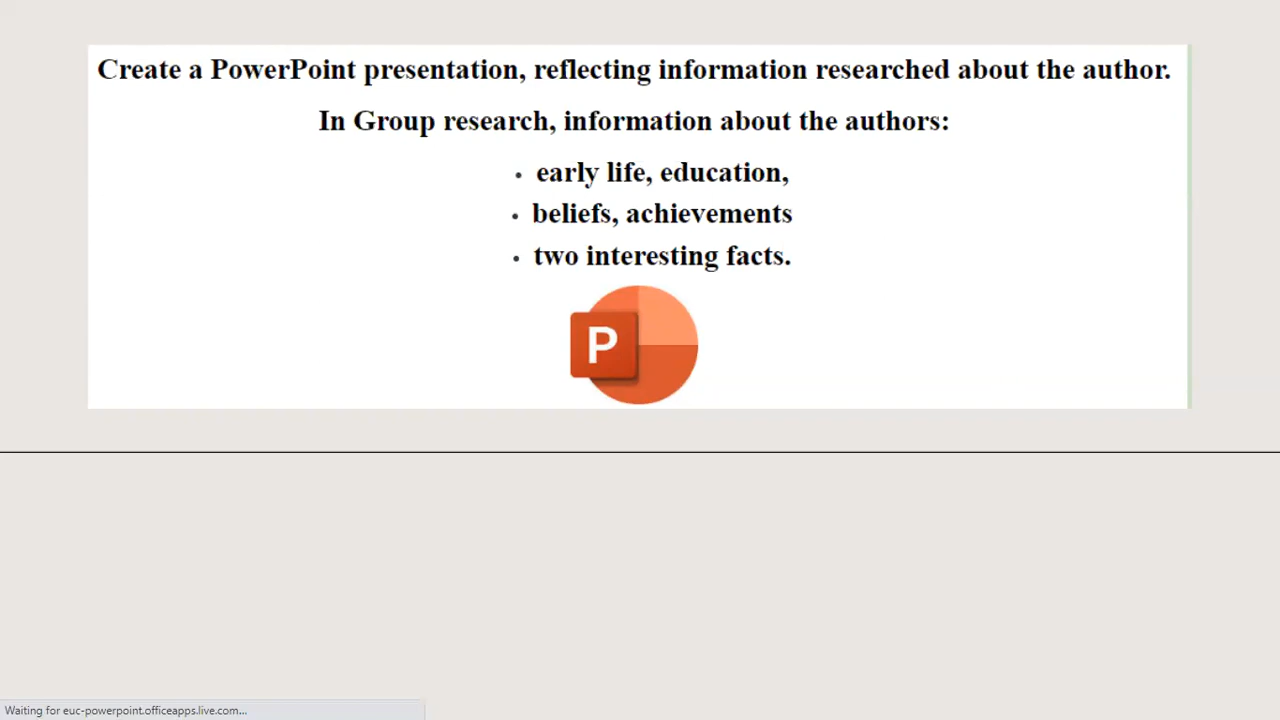 Create a PowerPoint presentation, reflecting information researched about the author.
In Group research, information about the authors:
• early life, education,
• beliefs, achievements
• two interesting facts.
P
Waiting for euc-powerpoint.officeapps.live.com...